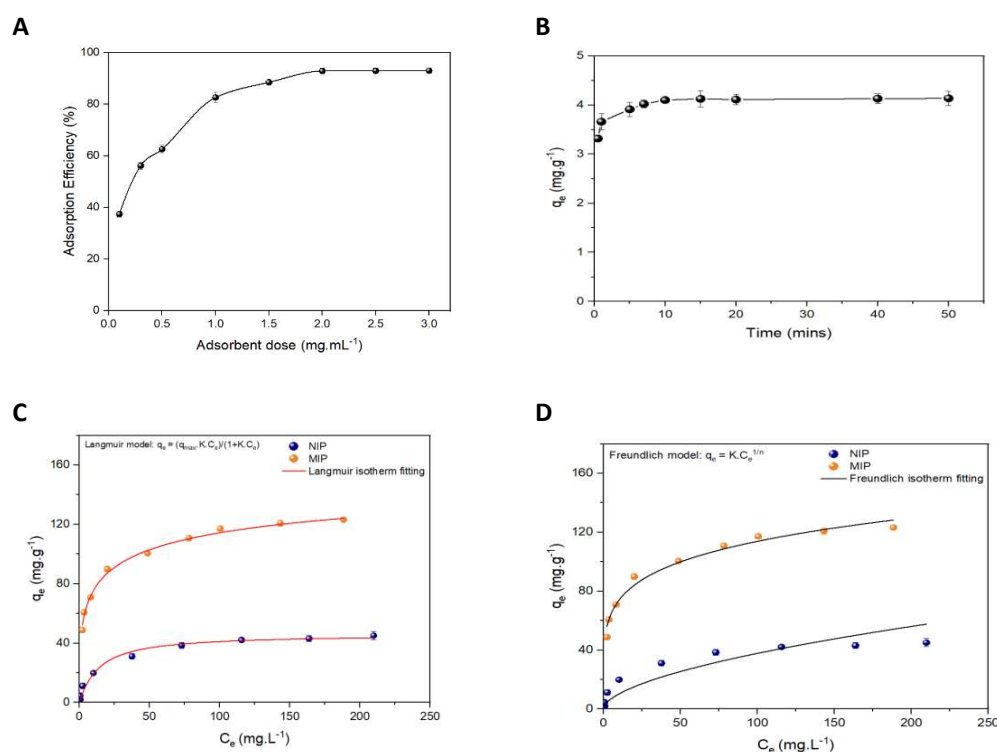 A
100
80
60
40
20
0
Adsorption Efficiency (%)
0.0 0.5 1.0 1.5 2.0 2.5 3.0
Adsorbent dose (mg.mL⁻¹)
B
5
4
3
2
1
0
qₑ (mg.g⁻¹)
0 10 20 30 40 50
Time (mins)
C
Langmuir model: qₑ = (qₘₐₓ.K.Cₑ)/(1+K.Cₑ)
NIP
MIP
Langmuir isotherm fitting
160
120
80
40
0
qₑ (mg.g⁻¹)
0 50 100 150 200 250
Cₑ (mg.L⁻¹)
D
Freundlich model: qₑ = K.Cₑ^1/n
NIP
MIP
Freundlich isotherm fitting
160
120
80
40
0
qₑ (mg.g⁻¹)
0 50 100 150 200 250
Cₑ (mg.L⁻¹)